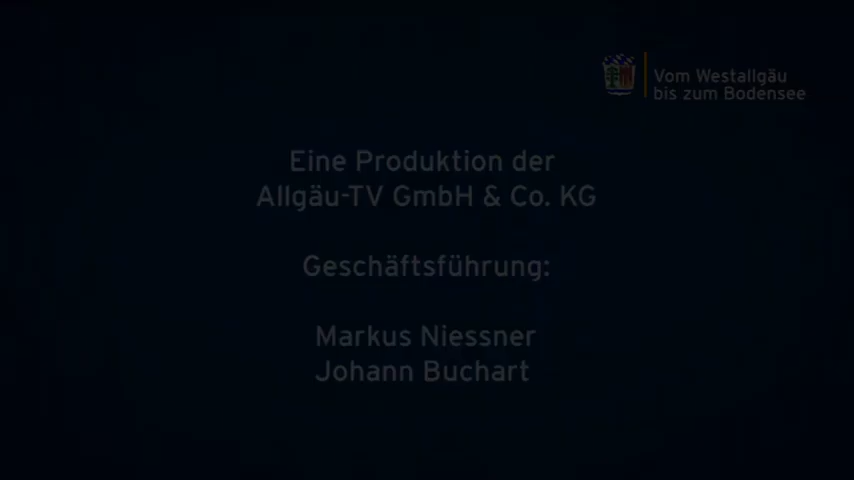 Vom Westallgäu
bis zum Bodensee
Eine Produktion der
Allgäu-TV GmbH & Co. KG
Geschäftsführung:
Markus Niessner
Johann Buchart